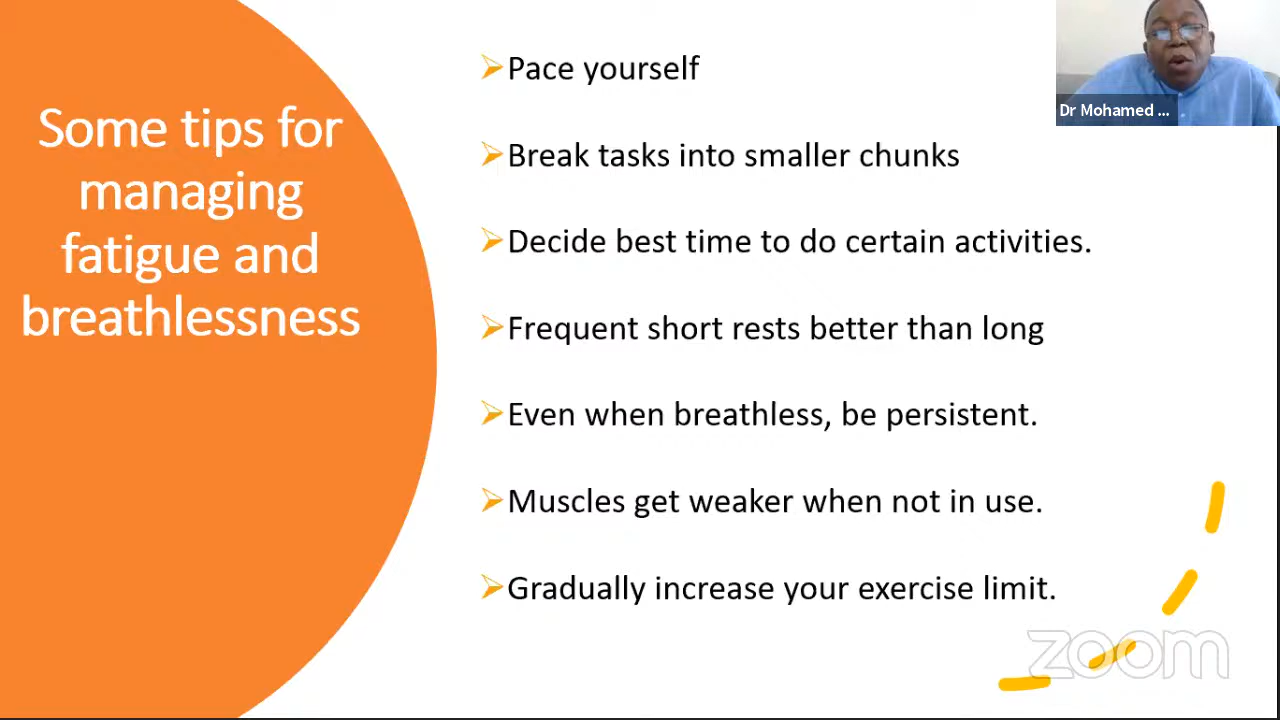 Some tips for
managing
fatigue and
breathlessness
Pace yourself
Break tasks into smaller chunks
Decide best time to do certain activities.
Frequent short rests better than long
Even when breathless, be persistent.
Muscles get weaker when not in use.
Gradually increase your exercise limit.
Dr Mohamed ...
zoom